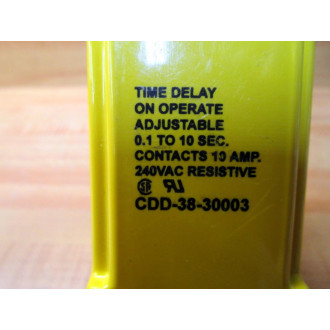 TIME DELAY
ON OPERATE
ADJUSTABLE
0.1 TO 10 SEC.
CONTACTS 10 AMP.
240VAC RESISTIVE
CDD-38-30003